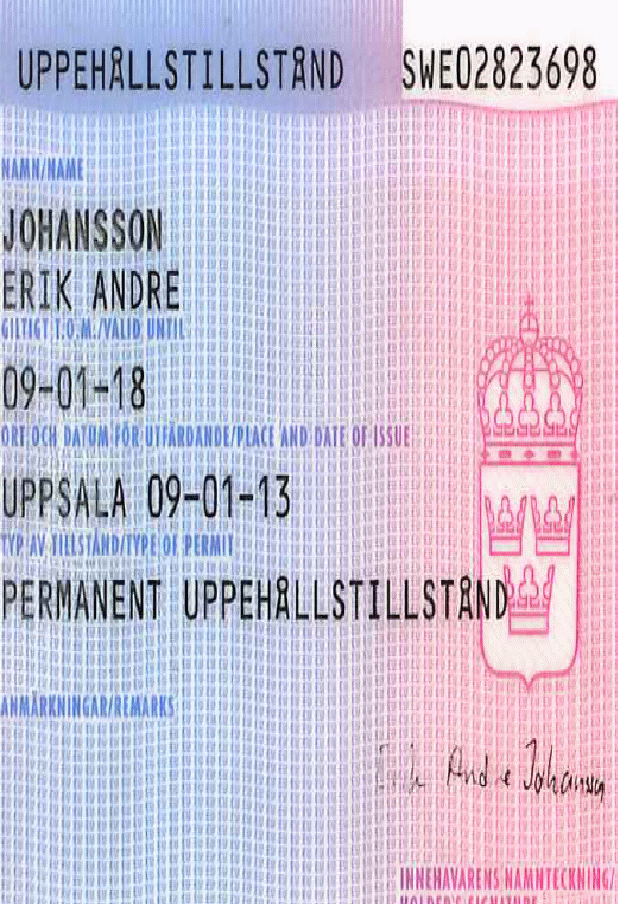 UPPEHÅLLSTILLSTÅND SWE02823698
NAMN/NAME
JOHANSSON
ERIK ANDRE
GILTIGT T.O.M./VALID UNTIL
09-01-18
ORT OCH DATUM FÖR UTFÄRDANDE/PLACE AND DATE OF ISSUE
UPPSALA 09-01-13
TYP AV TILLSTÅND/TYPE OF PERMIT
PERMANENT UPPEHÅLLSTILLSTÅND
ANMÄRKNINGAR/REMARKS
Erik Andre Johansson
INNEHAVARENS NAMNTECKNING/
HOLDER'S SIGNATURE